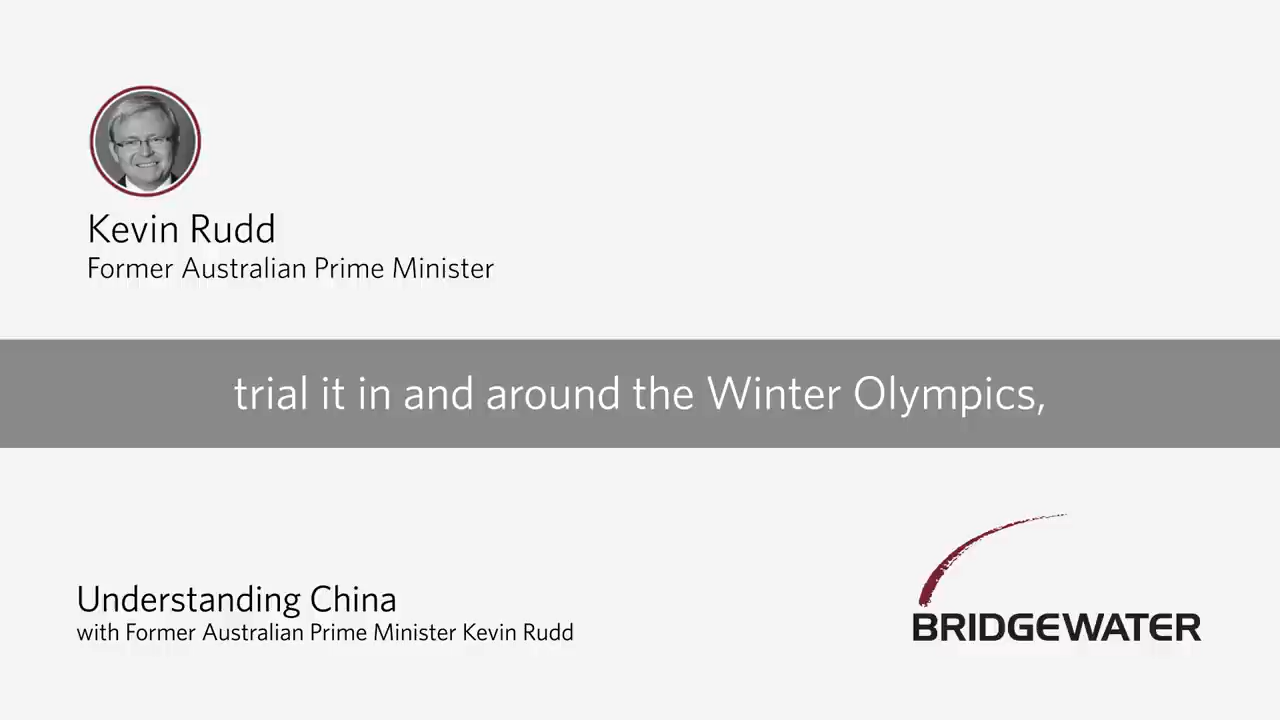 Kevin Rudd
Former Australian Prime Minister
trial it in and around the Winter Olympics,
Understanding China
with Former Australian Prime Minister Kevin Rudd
BRIDGEWATER